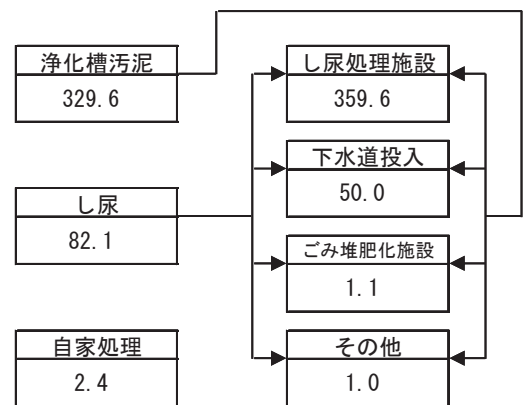 浄化槽汚泥
329.6
し尿
82.1
自家処理
2.4
し尿処理施設
359.6
下水道投入
50.0
ごみ堆肥化施設
1.1
その他
1.0